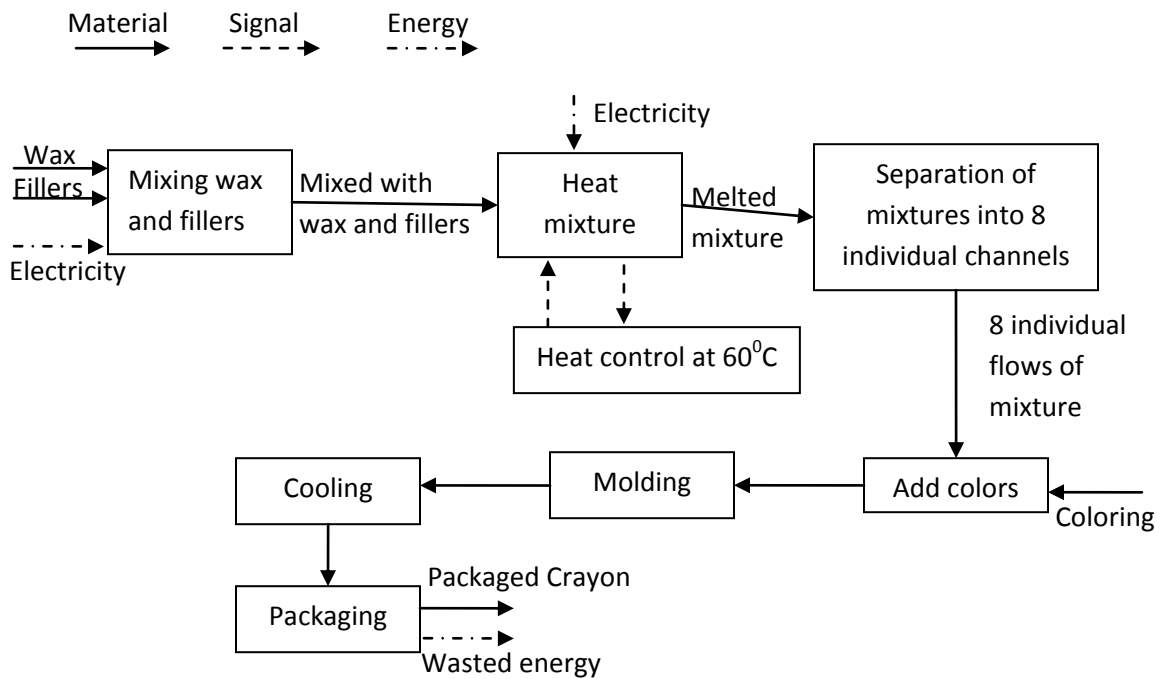 Material
Signal
Energy
Electricity
Wax
Fillers
Electricity
Mixing wax
and fillers
Mixed with
wax and fillers
Heat
mixture
Melted
mixture
Separation of
mixtures into 8
individual channels
Heat control at 60⁰C
8 individual
flows of
mixture
Cooling
Molding
Add colors
Coloring
Packaging
Packaged Crayon
Wasted energy